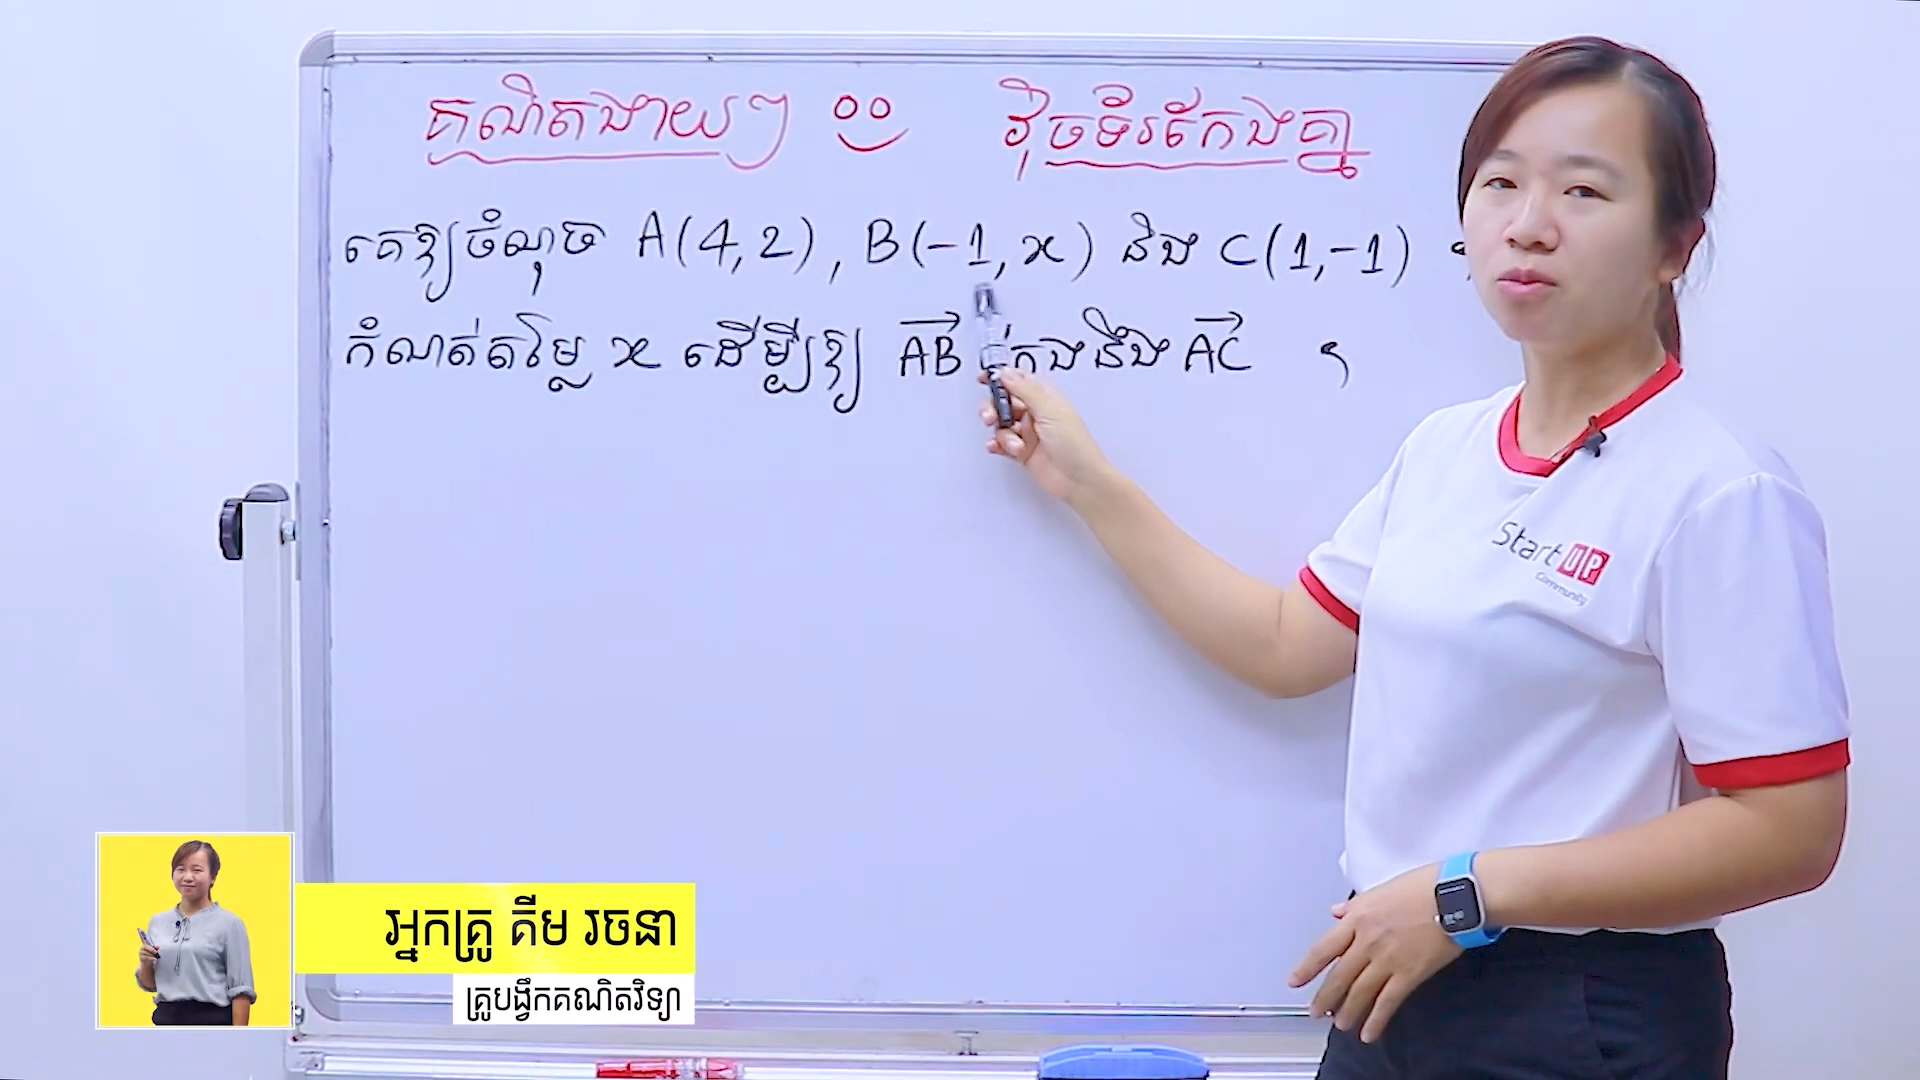 គណិតងាយៗ វ៉ិចទ័រកែងគ្នា
គេឱ្យចំណុច A(4,2), B(-1,x) និង C(1,-1) ។
កំណត់តម្លៃ x ដើម្បីឱ្យ AB កែងនឹង AC ។
Start UP
Community
អ្នកគ្រូ គីម រចនា
គ្រូបង្វឹកគណិតវិទ្យា